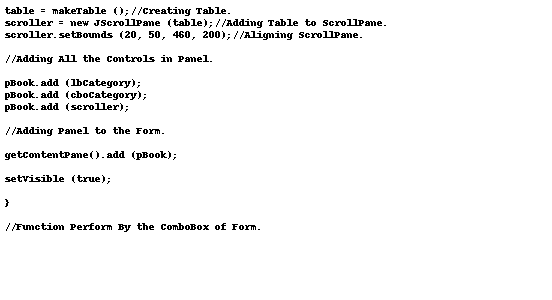 table = makeTable ();//Creating Table.
scroller = new JScrollPane (table);//Adding Table to ScrollPane.
scroller.setBounds (20, 50, 460, 200);//Aligning ScrollPane.
//Adding All the Controls in Panel.
pBook.add (lbCategory);
pBook.add (cboCategory);
pBook.add (scroller);
//Adding Panel to the Form.
getContentPane().add (pBook);
setVisible (true);
}
//Function Perform By the ComboBox of Form.